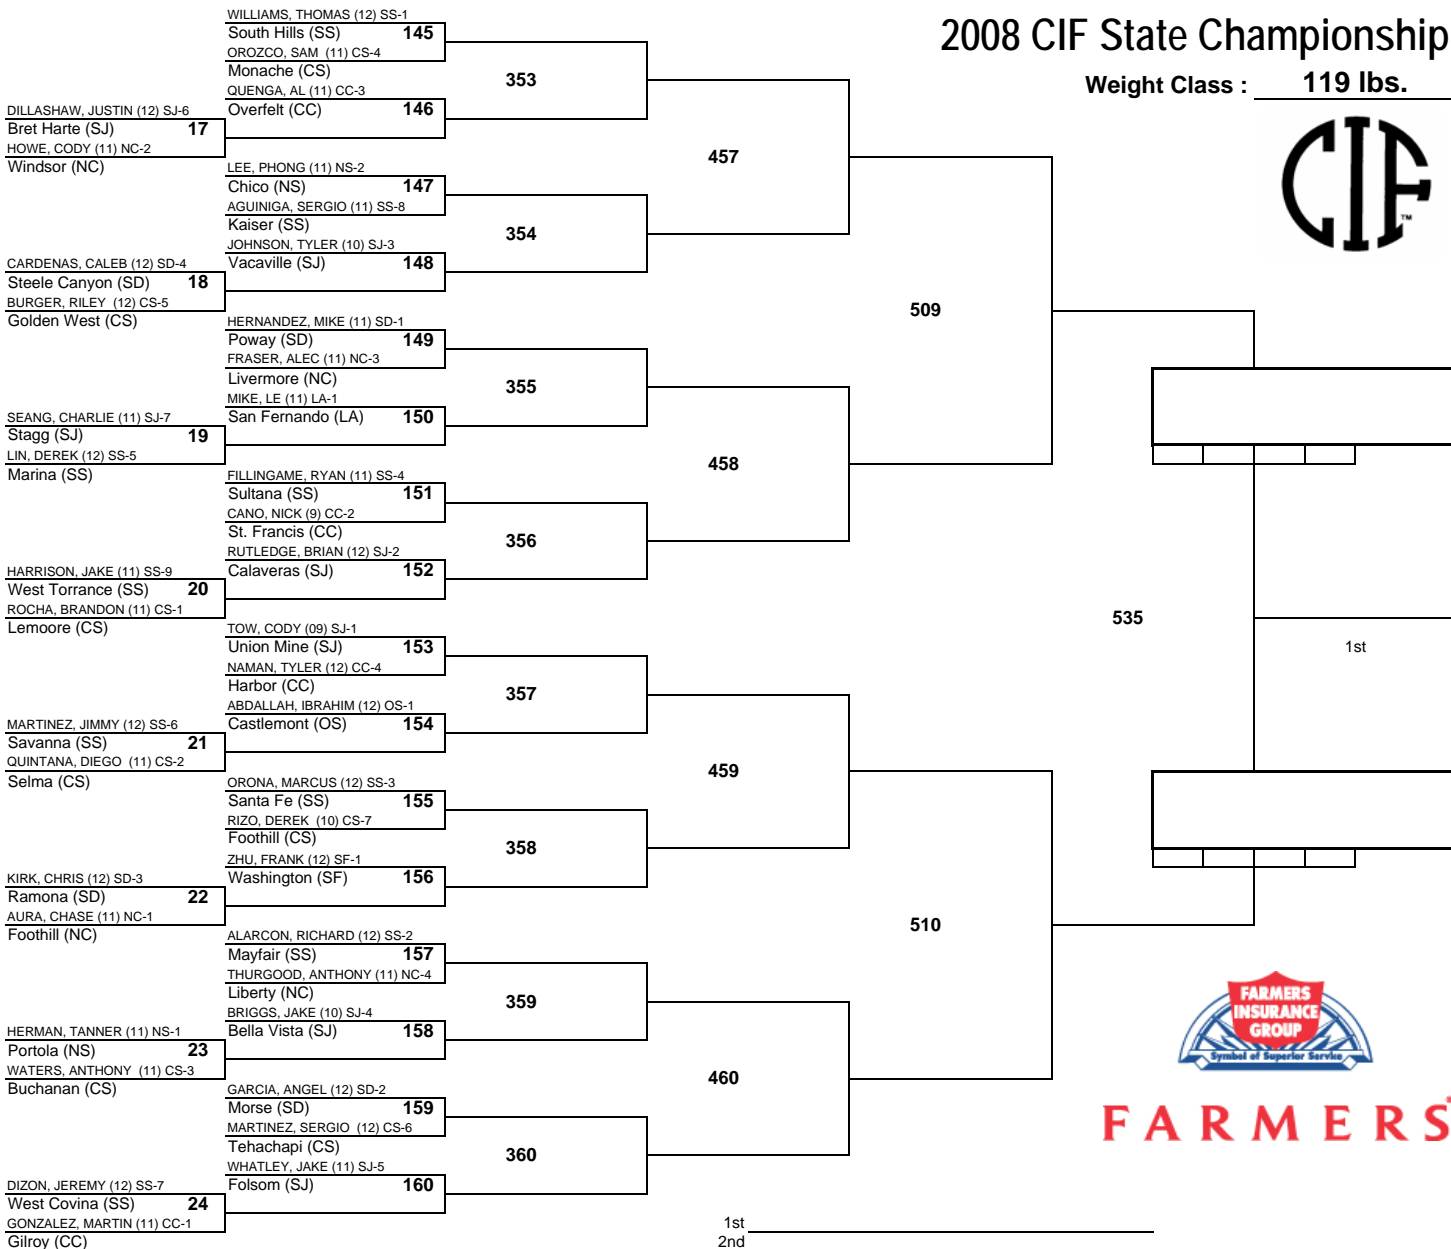 2008 CIF State Championship
Weight Class : 119 lbs.
CIF
TM
DILLASHAW, JUSTIN (12) SJ-6
Bret Harte (SJ) 17
HOWE, CODY (11) NC-2
Windsor (NC)
CARDENAS, CALEB (12) SD-4
Steele Canyon (SD) 18
BURGER, RILEY (12) CS-5
Golden West (CS)
SEANG, CHARLIE (11) SJ-7
Stagg (SJ) 19
LIN, DEREK (12) SS-5
Marina (SS)
HARRISON, JAKE (11) SS-9
West Torrance (SS) 20
ROCHA, BRANDON (11) CS-1
Lemoore (CS)
MARTINEZ, JIMMY (12) SS-6
Savanna (SS) 21
QUINTANA, DIEGO (11) CS-2
Selma (CS)
KIRK, CHRIS (12) SD-3
Ramona (SD) 22
AURA, CHASE (11) NC-1
Foothill (NC)
HERMAN, TANNER (11) NS-1
Portola (NS) 23
WATERS, ANTHONY (11) CS-3
Buchanan (CS)
DIZON, JEREMY (12) SS-7
West Covina (SS) 24
GONZALEZ, MARTIN (11) CC-1
Gilroy (CC)
WILLIAMS, THOMAS (12) SS-1
South Hills (SS) 145
OROZCO, SAM (11) CS-4
Monache (CS)
QUENGA, AL (11) CC-3
Overfelt (CC) 146
LEE, PHONG (11) NS-2
Chico (NS) 147
AGUINIGA, SERGIO (11) SS-8
Kaiser (SS)
JOHNSON, TYLER (10) SJ-3
Vacaville (SJ) 148
HERNANDEZ, MIKE (11) SD-1
Poway (SD) 149
FRASER, ALEC (11) NC-3
Livermore (NC)
MIKE, LE (11) LA-1
San Fernando (LA) 150
FILLINGAME, RYAN (11) SS-4
Sultana (SS) 151
CANO, NICK (9) CC-2
St. Francis (CC)
RUTLEDGE, BRIAN (12) SJ-2
Calaveras (SJ) 152
TOW, CODY (09) SJ-1
Union Mine (SJ) 153
NAMAN, TYLER (12) CC-4
Harbor (CC)
ABDALLAH, IBRAHIM (12) OS-1
Castlemont (OS) 154
ORONA, MARCUS (12) SS-3
Santa Fe (SS) 155
RIZO, DEREK (10) CS-7
Foothill (CS)
ZHU, FRANK (12) SF-1
Washington (SF) 156
ALARCON, RICHARD (12) SS-2
Mayfair (SS) 157
THURGOOD, ANTHONY (11) NC-4
Liberty (NC)
BRIGGS, JAKE (10) SJ-4
Bella Vista (SJ) 158
GARCIA, ANGEL (12) SD-2
Morse (SD) 159
MARTINEZ, SERGIO (12) CS-6
Tehachapi (CS)
WHATLEY, JAKE (11) SJ-5
Folsom (SJ) 160
353
354
355
356
357
358
359
360
457
458
459
460
509
510
535
1st
FARMERS
INSURANCE
GROUP
Symbol of Superior Service
FARMERS
1st
2nd